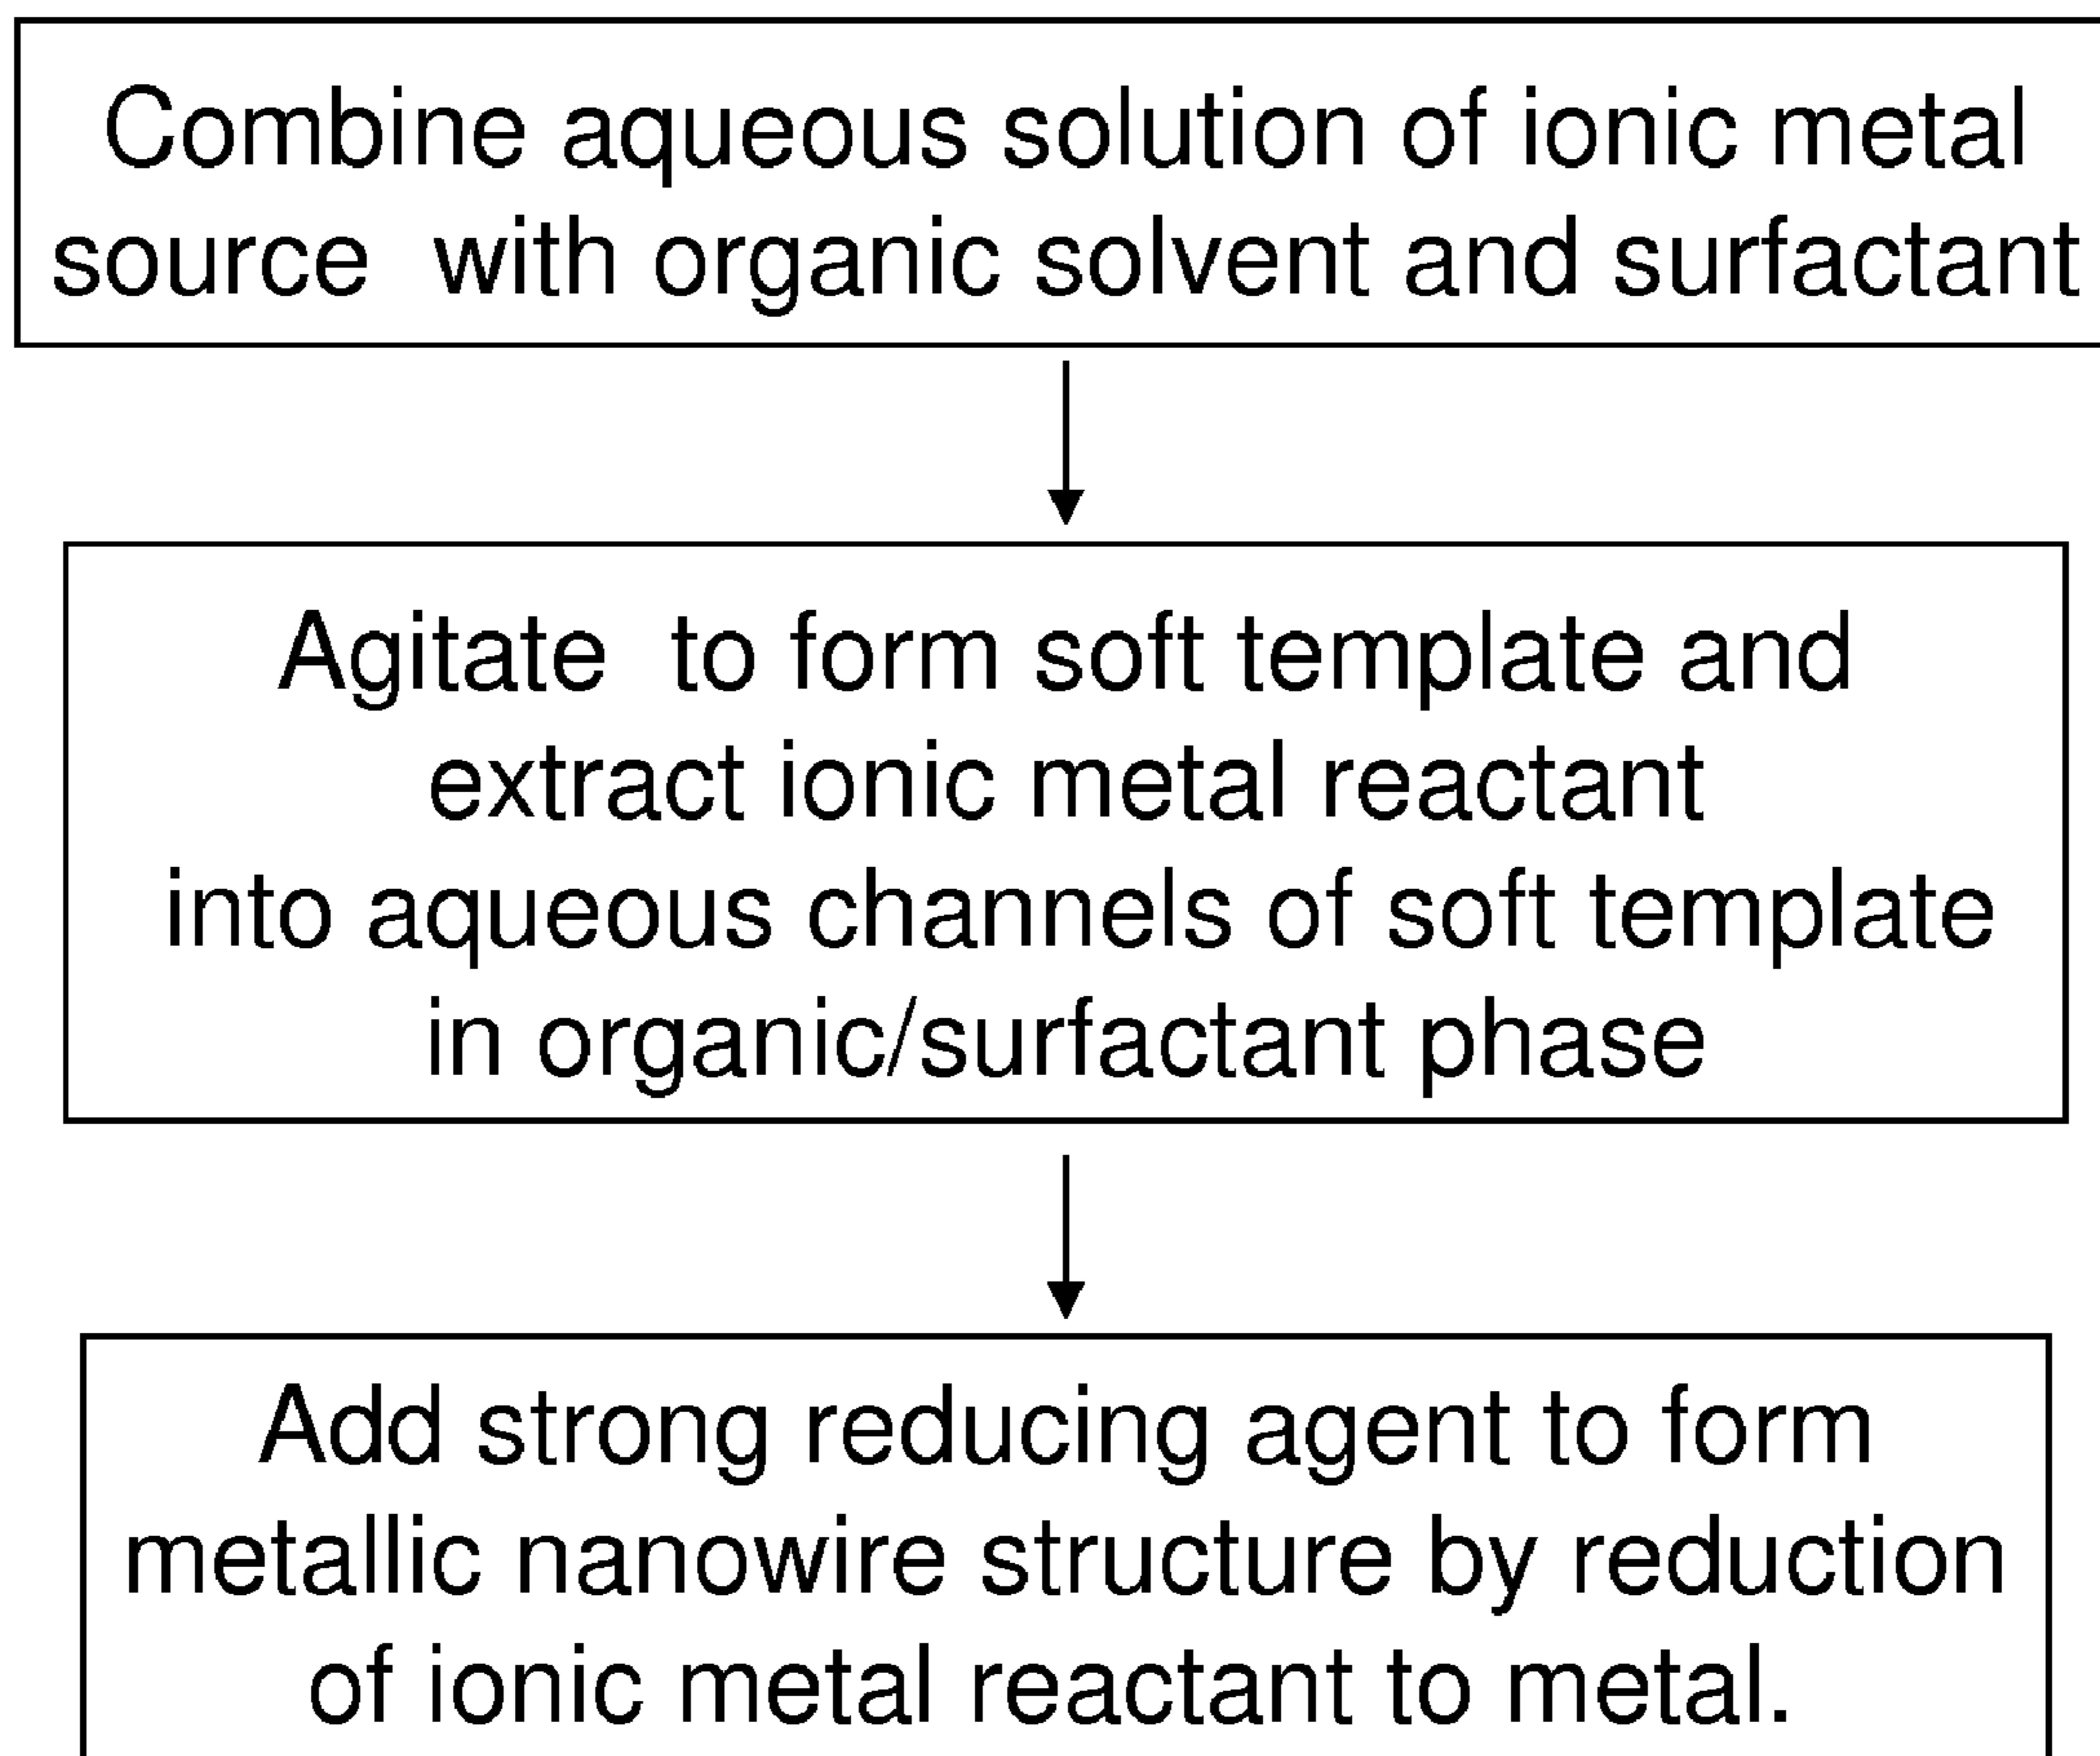 Combine aqueous solution of ionic metal
source with organic solvent and surfactant
Agitate to form soft template and
extract ionic metal reactant
into aqueous channels of soft template
in organic/surfactant phase
Add strong reducing agent to form
metallic nanowire structure by reduction
of ionic metal reactant to metal.